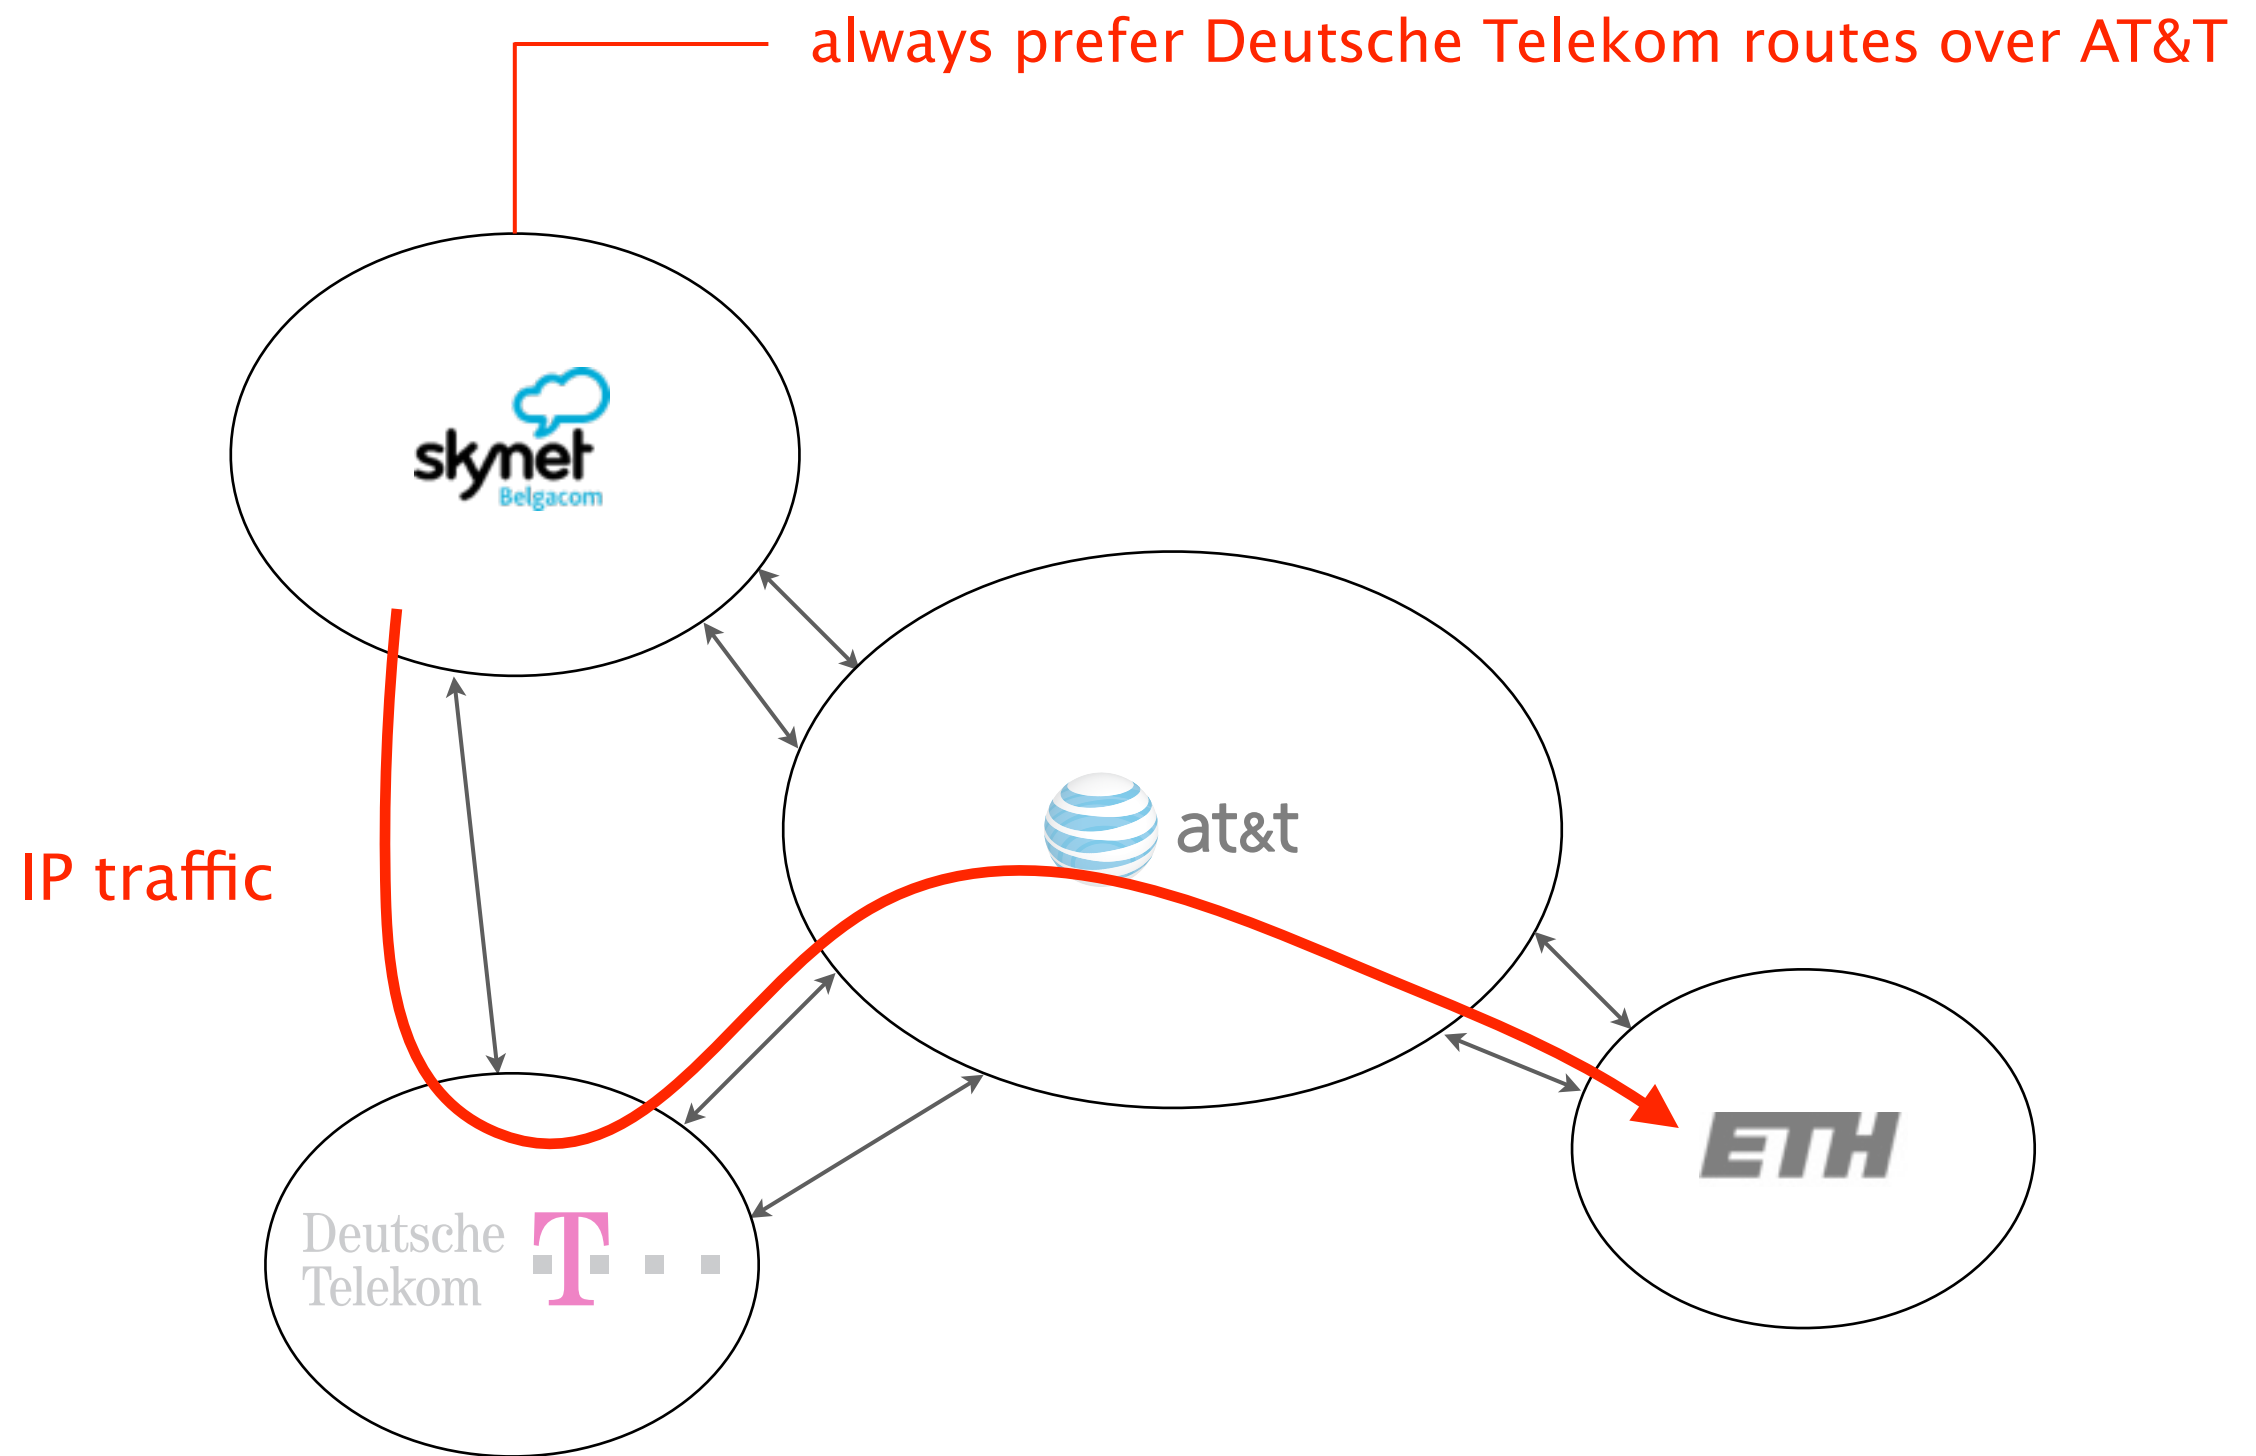 always prefer Deutsche Telekom routes over AT&T
skynet
Belgacom
at&t
IP traffic
ETH
Deutsche
Telekom
T